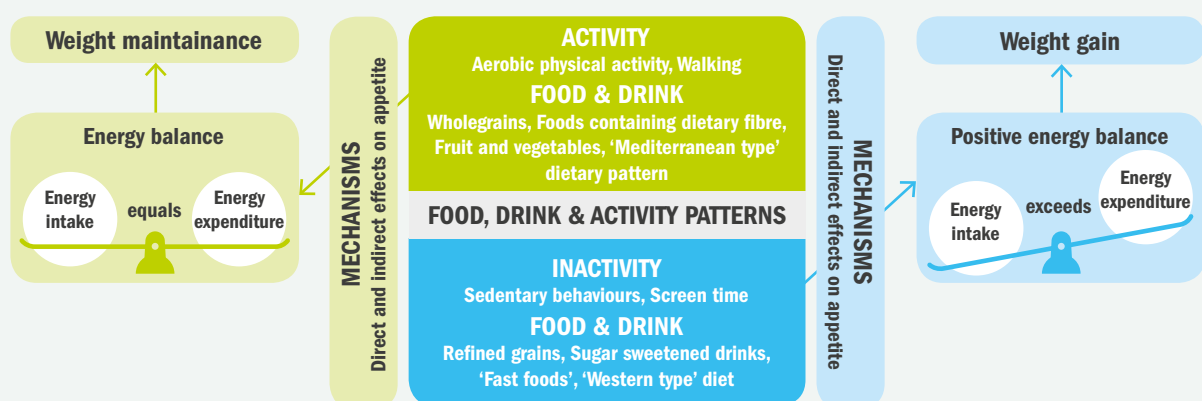 Weight maintainance
Energy balance
Energy
intake
equals
Energy
expenditure
MECHANISMS
Direct and indirect effects on appetite
ACTIVITY
Aerobic physical activity, Walking
FOOD & DRINK
Wholegrains, Foods containing dietary fibre,
Fruit and vegetables, ‘Mediterranean type’
dietary pattern
FOOD, DRINK & ACTIVITY PATTERNS
INACTIVITY
Sedentary behaviours, Screen time
FOOD & DRINK
Refined grains, Sugar sweetened drinks,
‘Fast foods’, ‘Western type’ diet
MECHANISMS
Direct and indirect effects on appetite
Weight gain
Positive energy balance
Energy
intake
exceeds
Energy
expenditure